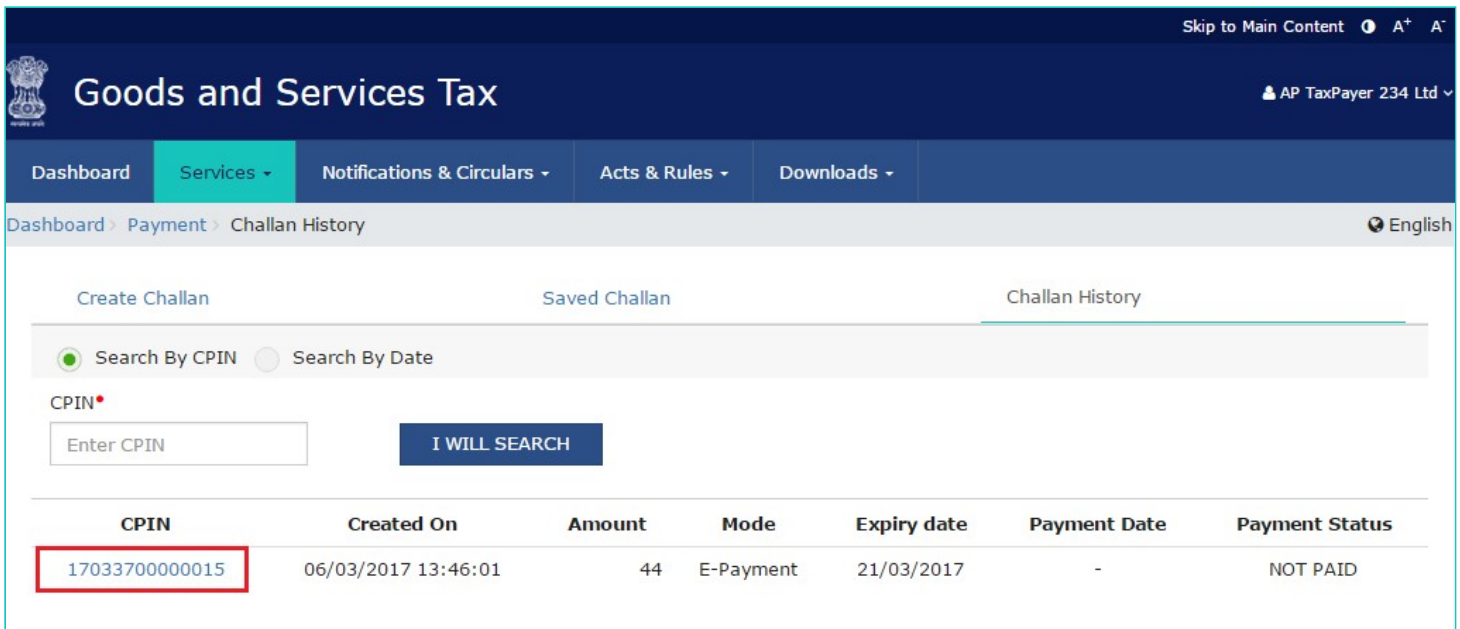 Skip to Main Content A+ A-
Goods and Services Tax
AP TaxPayer 234 Ltd
Dashboard Services Notifications & Circulars Acts & Rules Downloads
Dashboard > Payment > Challan History English
Create Challan Saved Challan Challan History
Search By CPIN Search By Date
CPIN•
Enter CPIN I WILL SEARCH
CPIN Created On Amount Mode Expiry date Payment Date Payment Status
17033700000015 06/03/2017 13:46:01 44 E-Payment 21/03/2017 - NOT PAID